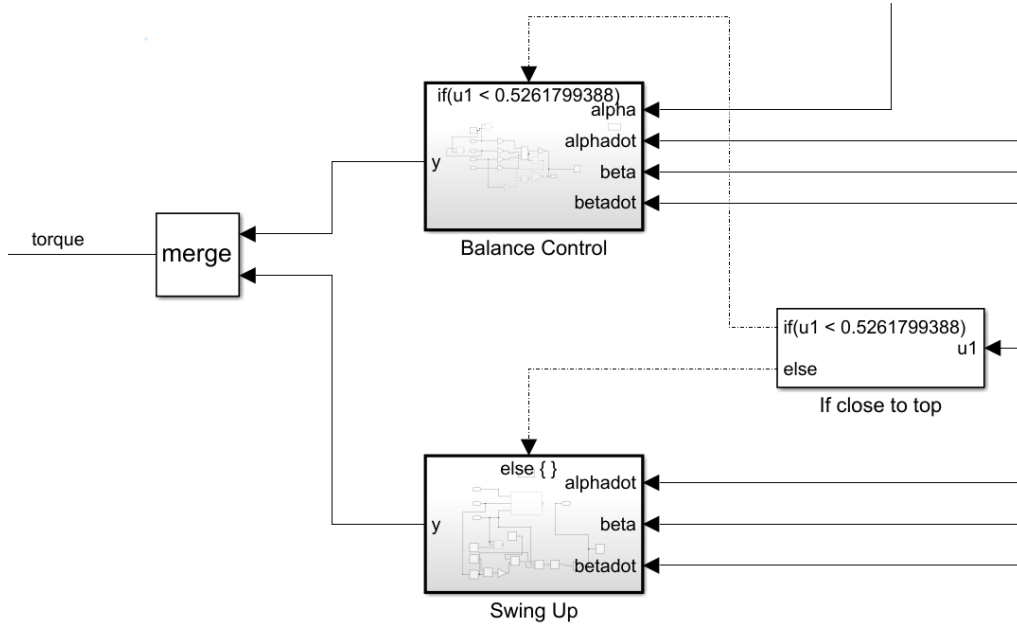 if(u1 < 0.5261799388)
alpha
alphadot
beta
betadot
y
Balance Control
torque
merge
if(u1 < 0.5261799388)
u1
else
If close to top
else { }
alphadot
beta
betadot
y
Swing Up